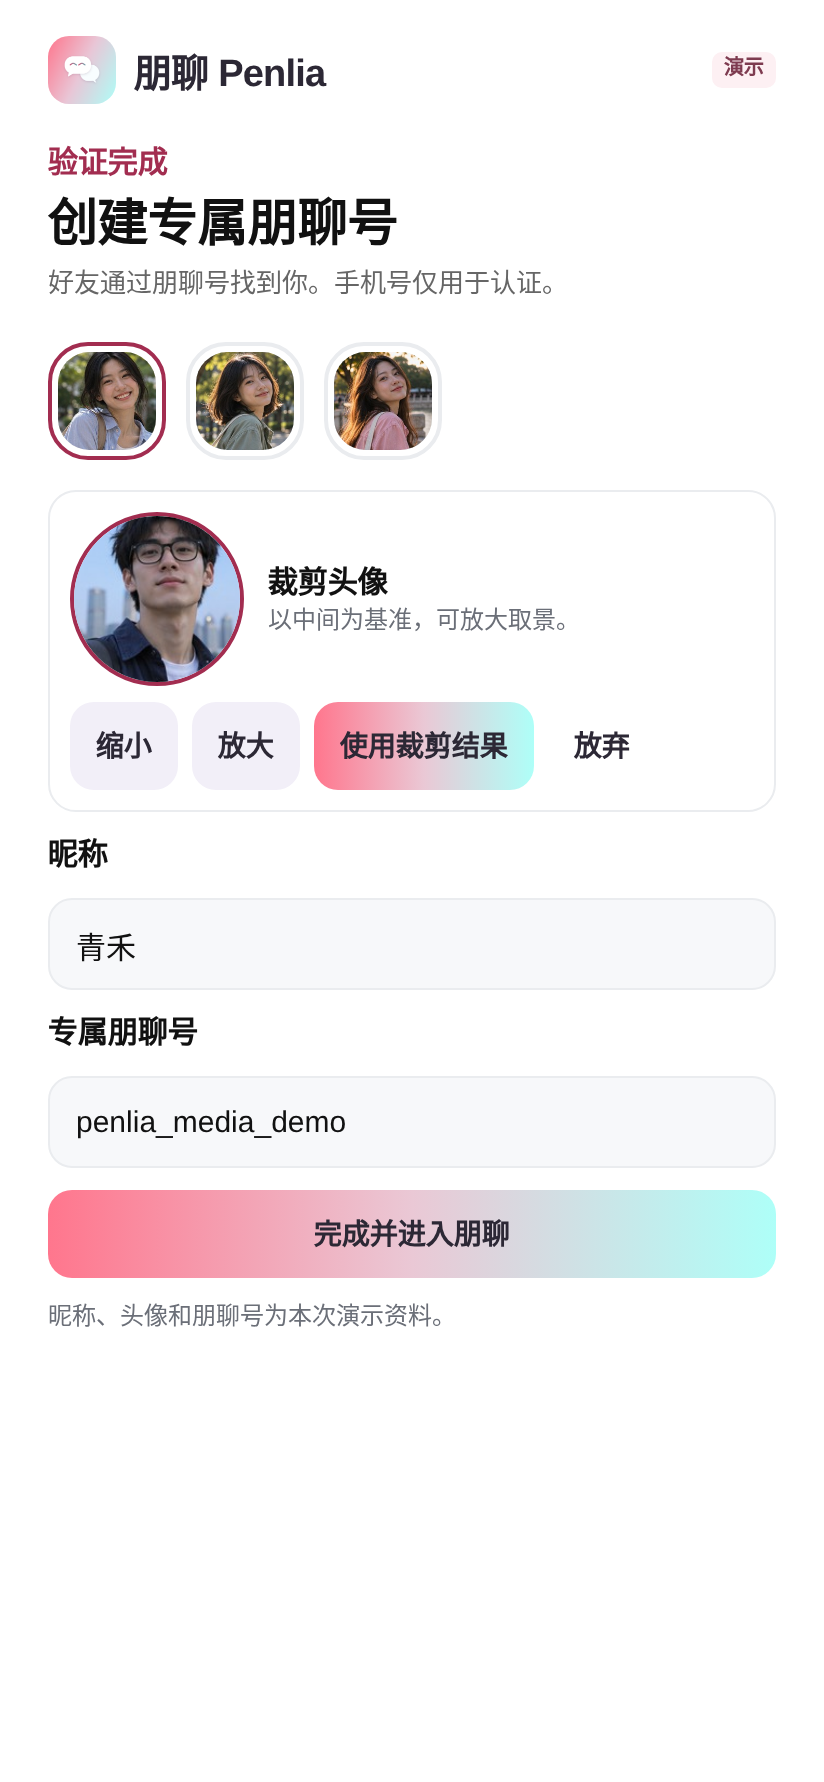 朋聊 Penlia
演示
验证完成
创建专属朋聊号
好友通过朋聊号找到你。手机号仅用于认证。
裁剪头像
以中间为基准，可放大取景。
缩小
放大
使用裁剪结果
放弃
昵称
青禾
专属朋聊号
penlia_media_demo
完成并进入朋聊
昵称、头像和朋聊号为本次演示资料。